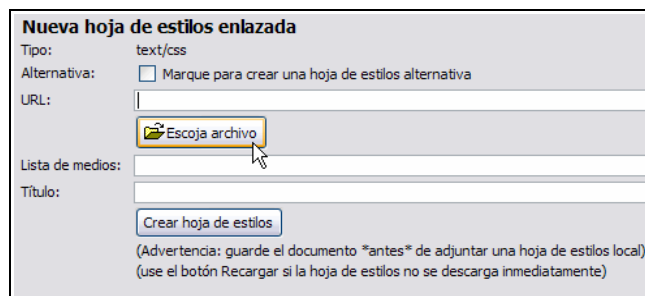 Nueva hoja de estilos enlazada
Tipo: text/css
Alternativa: Marque para crear una hoja de estilos alternativa
URL:
Escoja archivo
Lista de medios:
Título:
Crear hoja de estilos
(Advertencia: guarde el documento *antes* de adjuntar una hoja de estilos local)
(use el botón Recargar si la hoja de estilos no se descarga inmediatamente)